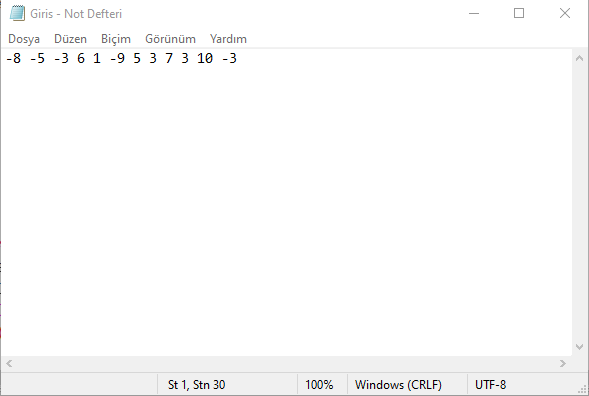 Giris - Not Defteri
Dosya Düzen Biçim Görünüm Yardım
-8 -5 -3 6 1 -9 5 3 7 3 10 -3
St 1, Stn 30 100% Windows (CRLF) UTF-8